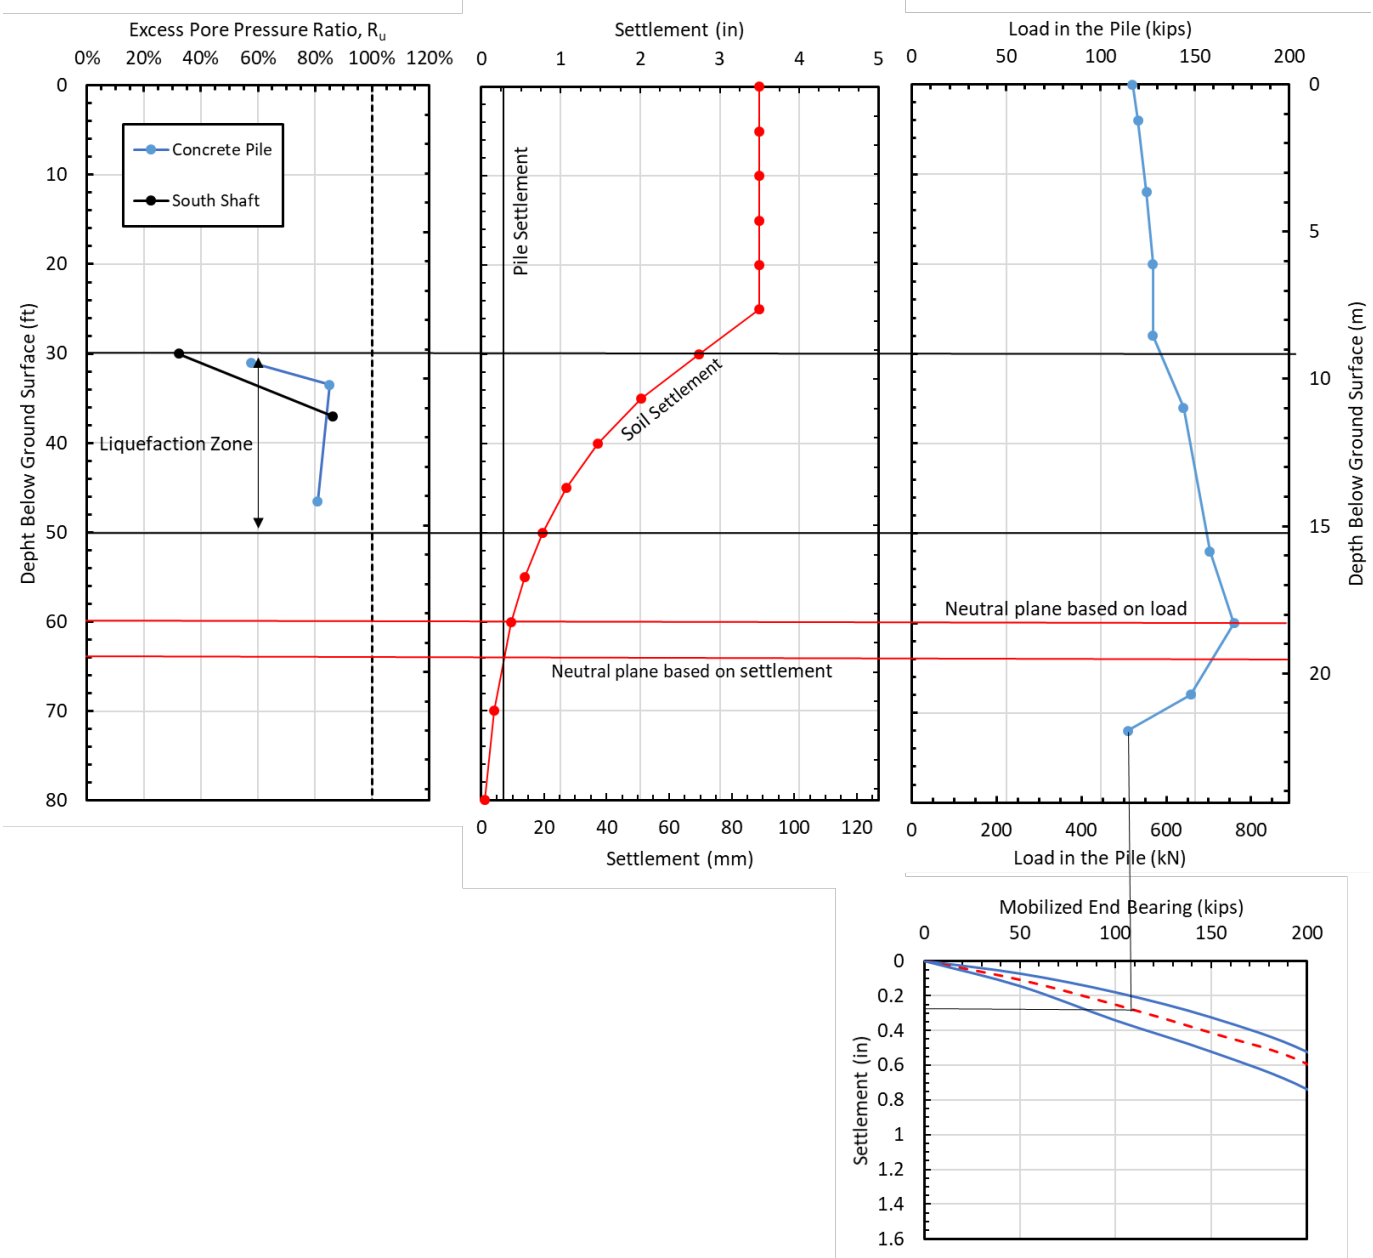 Excess Pore Pressure Ratio, Ru
0% 20% 40% 60% 80% 100% 120%
0
10
20
30
40
50
60
70
80
Depht Below Ground Surface (ft)
Concrete Pile
South Shaft
Liquefaction Zone
Settlement (in)
0 1 2 3 4 5
Pile Settlement
Soil Settlement
Neutral plane based on settlement
0 20 40 60 80 100 120
Settlement (mm)
Load in the Pile (kips)
0 50 100 150 200
0
5
10
15
20
Depth Below Ground Surface (m)
Neutral plane based on load
0 200 400 600 800
Load in the Pile (kN)
Mobilized End Bearing (kips)
0 50 100 150 200
0
0.2
0.4
0.6
0.8
1
1.2
1.4
1.6
Settlement (in)